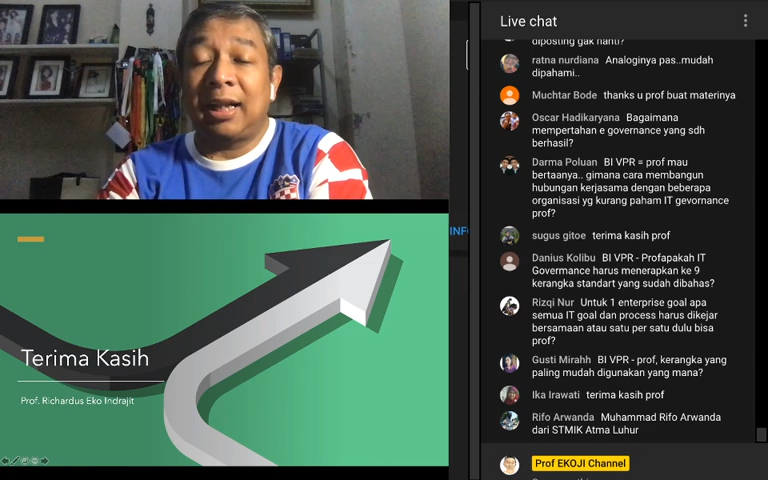 Live chat
diposting gak nanti?
ratna nurdiana Analoginya pas..mudah
dipahami..
Muchtar Bode thanks u prof buat materinya
Oscar Hadikaryana Bagaimana
mempertahan e governance yang sdh
berhasil?
Darma Poluan BI VPR = prof mau
bertaanya.. gimana cara membangun
hubungan kerjasama dengan beberapa
organisasi yg kurang paham IT gevornance
prof?
sugus gitoe terima kasih prof
Danius Kolibu BI VPR - Profapakah IT
Govermance harus menerapkan ke 9
kerangka standart yang sudah dibahas?
Rizqi Nur Untuk 1 enterprise goal apa
semua IT goal dan process harus dikejar
bersamaan atau satu per satu dulu bisa
prof?
Gusti Mirahh BI VPR - prof, kerangka yang
paling mudah digunakan yang mana?
Ika Irawati terima kasih prof
Rifo Arwanda Muhammad Rifo Arwanda
dari STMIK Atma Luhur
Prof EKOJI Channel
INF
Terima Kasih
Prof. Richardus Eko Indrajit